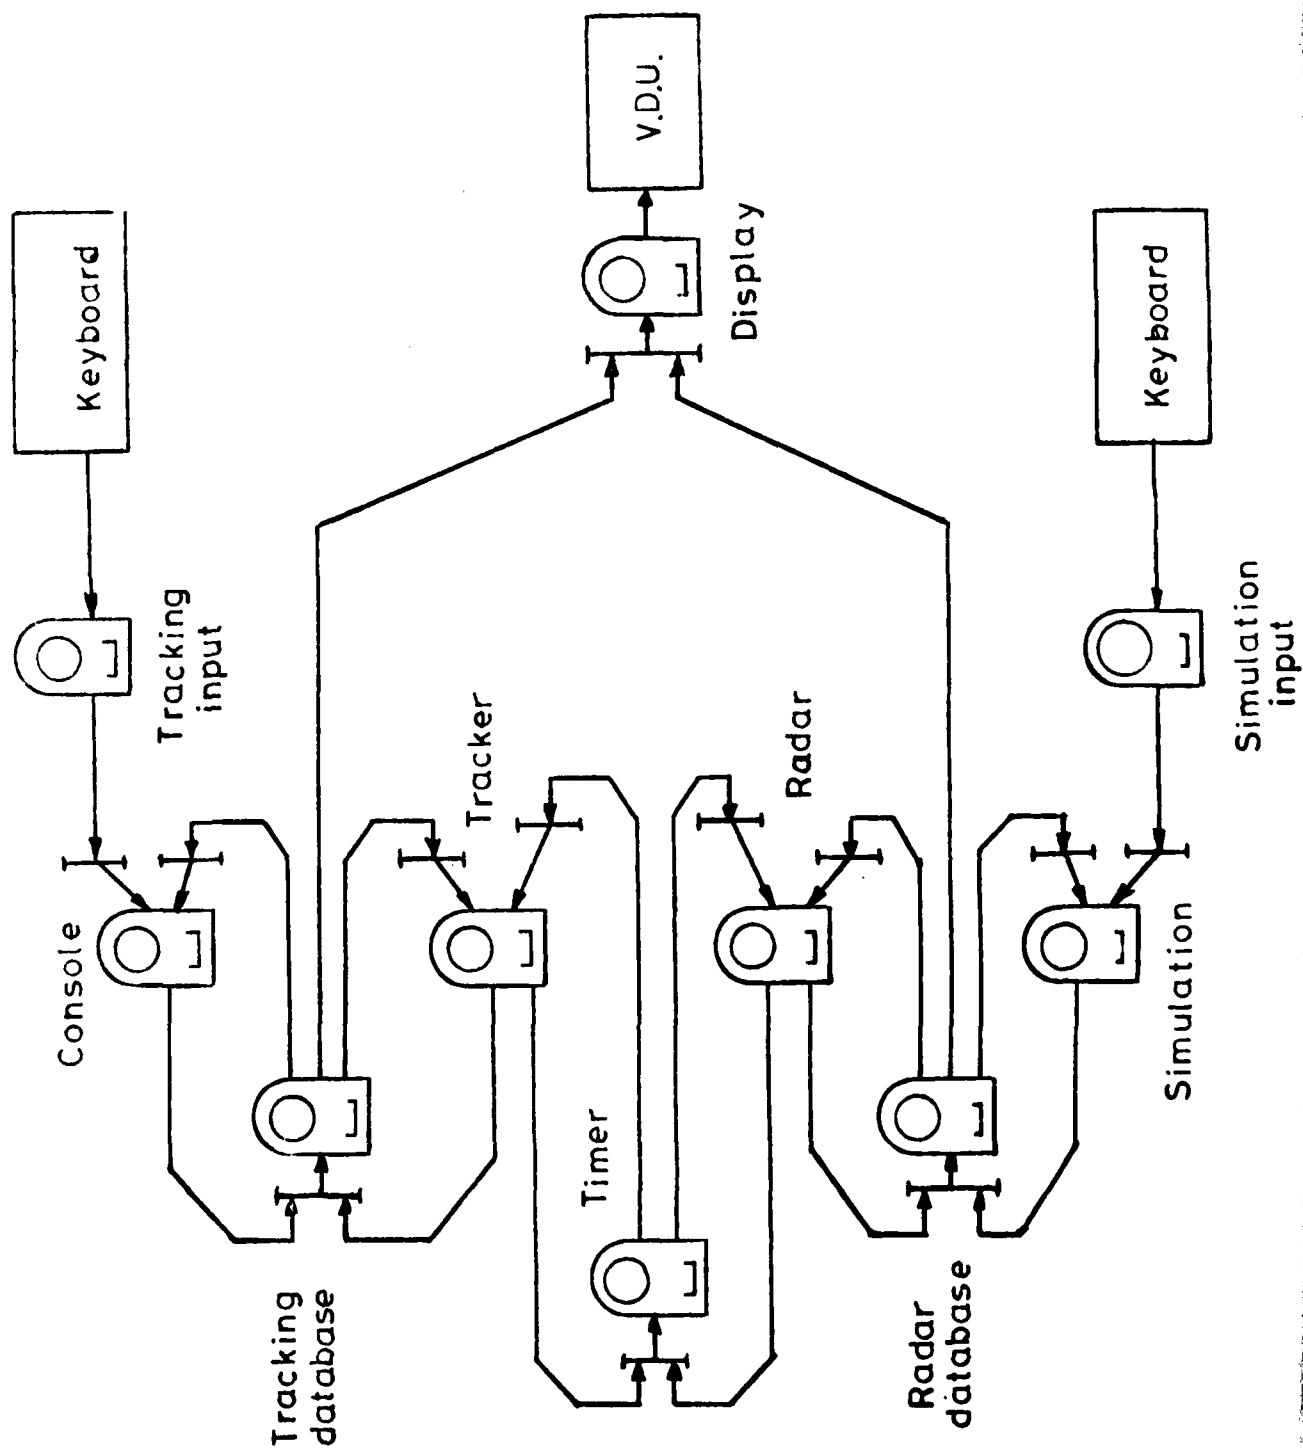 Keyboard
V.D.U.
Keyboard
Display
Tracking
input
Simulation
input
Tracker
Radar
Console
Simulation
Timer
Tracking
database
Radar
database